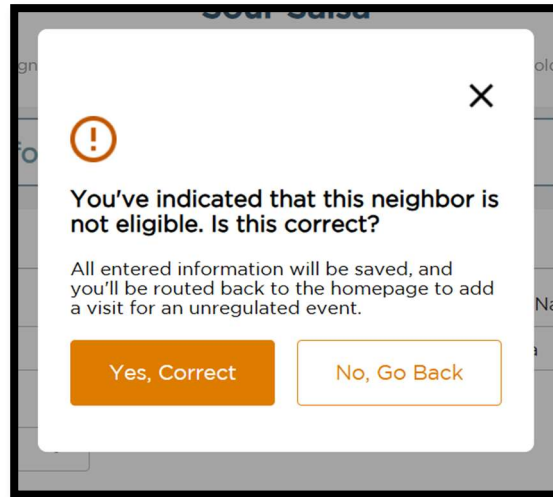 Sour Salsa
You've indicated that this neighbor is
not eligible. Is this correct?
All entered information will be saved, and
you'll be routed back to the homepage to add
a visit for an unregulated event.
Yes, Correct
No, Go Back